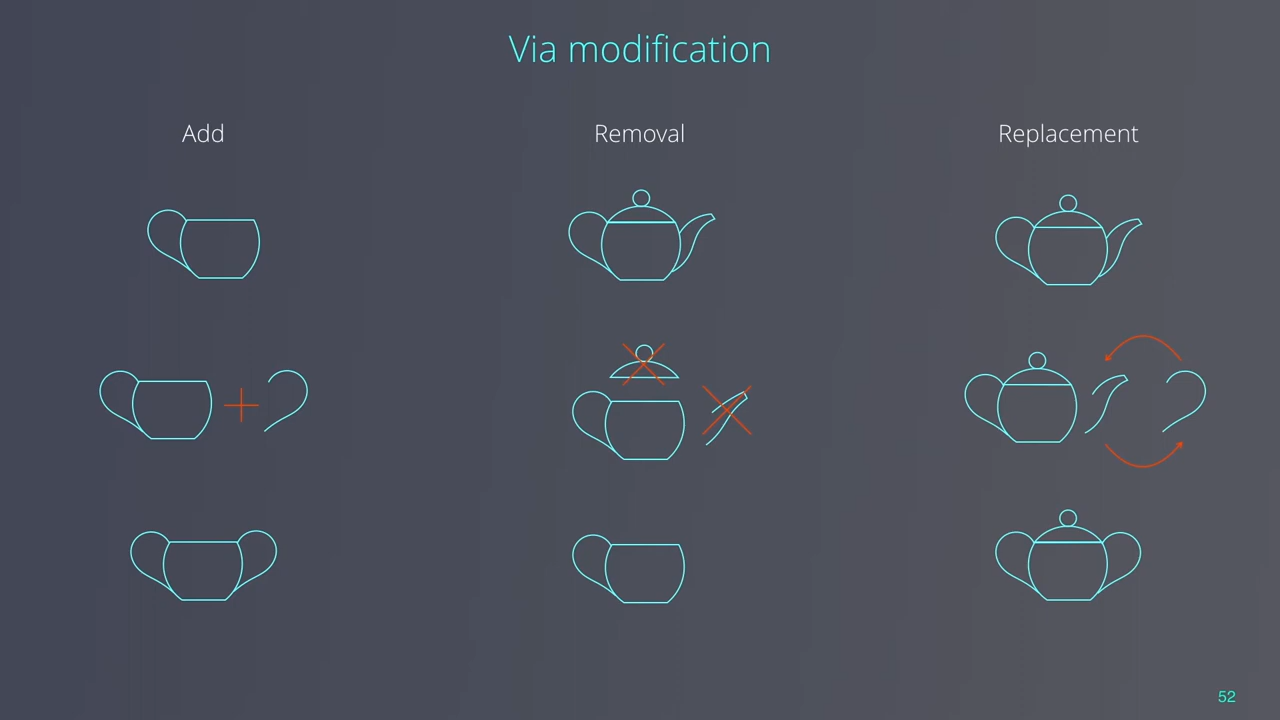 Via modification
Add
Removal
Replacement
52